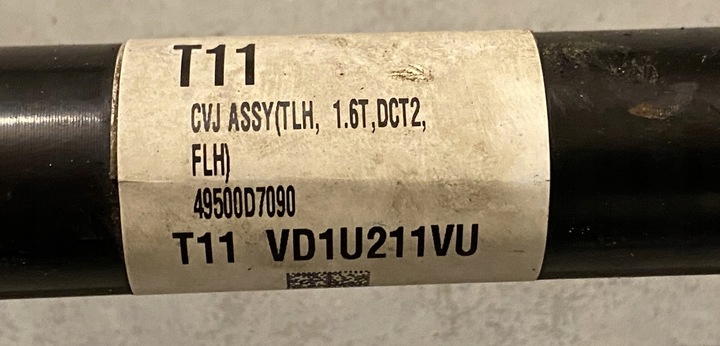 T11
CVJ ASSY(TLH, 1.6T,DCT2,
FLH)
49500D7090
T11 VD1U211VU